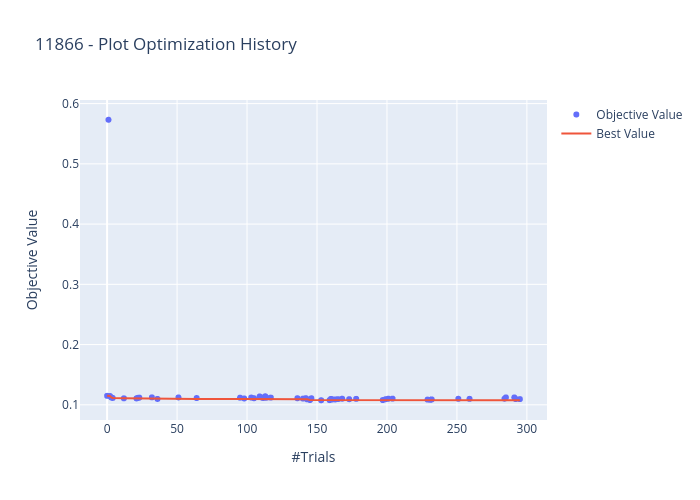 11866 - Plot Optimization History
Objective Value
Best Value
0.6
0.5
0.4
0.3
0.2
0.1
Objective Value
0
50
100
150
200
250
300
#Trials